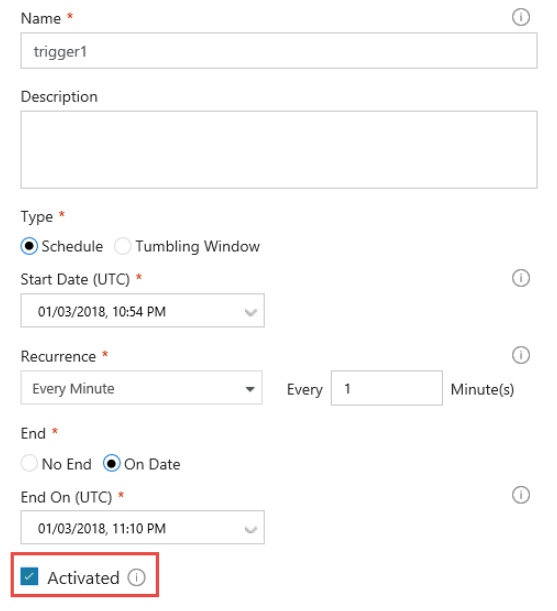 Name *
trigger1
Description
Type *
Schedule Tumbling Window
Start Date (UTC) *
01/03/2018, 10:54 PM
Recurrence *
Every Minute Every 1 Minute(s)
End *
No End On Date
End On (UTC) *
01/03/2018, 11:10 PM
Activated